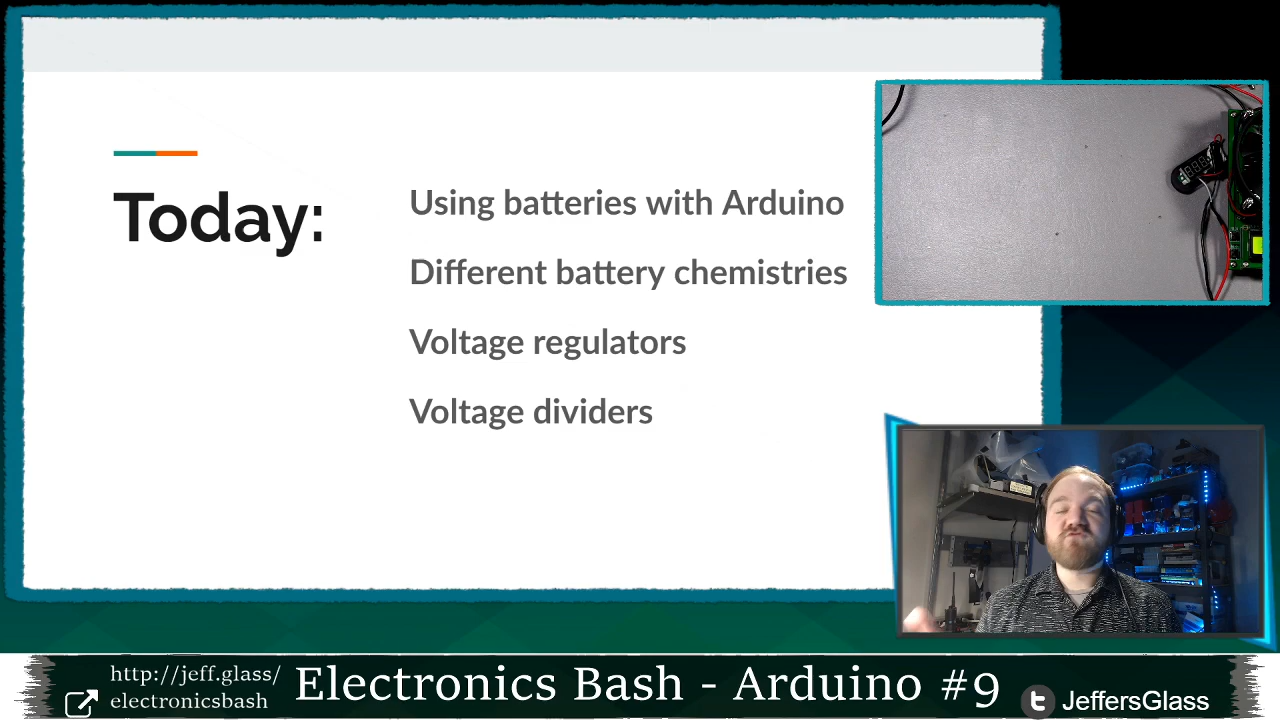 Today:
Using batteries with Arduino
Different battery chemistries
Voltage regulators
Voltage dividers
http://jeff.glass/
electronicsbash
Electronics Bash - Arduino #9
JeffersGlass